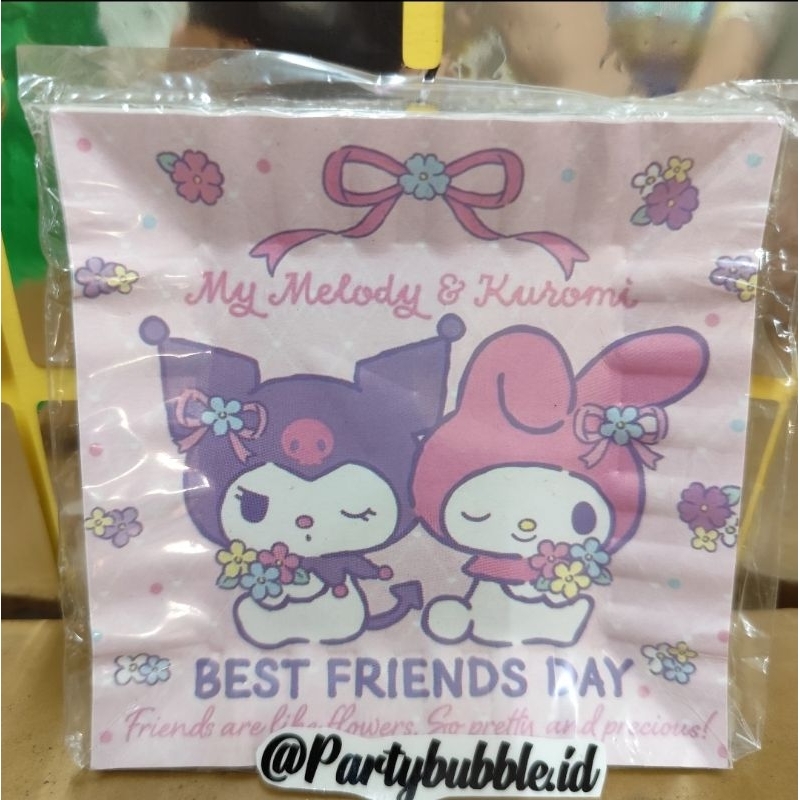 My Melody & Kuromi
BEST FRIENDS DAY
Friends are like flowers. So pretty and precious!
@Partybubble.id